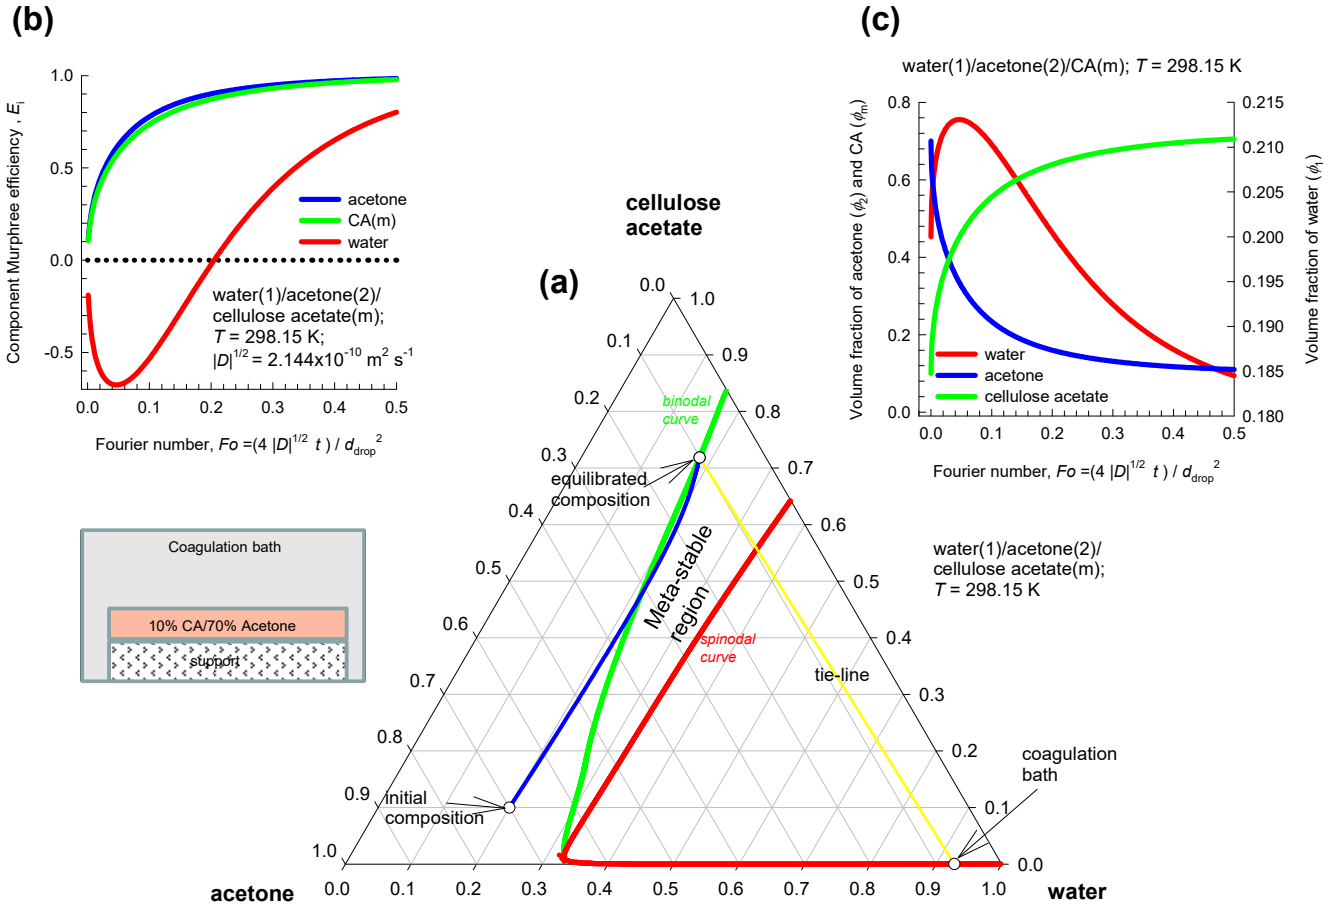 (b)
1.0
0.5
0.0
-0.5
Component Murphree efficiency , Ei
acetone
CA(m)
water
water(1)/acetone(2)/
cellulose acetate(m);
T = 298.15 K;
|D|1/2 = 2.144x10-10 m2 s-1
0.0 0.1 0.2 0.3 0.4 0.5
Fourier number, Fo =(4 |D|1/2 t ) / ddrop2
(c)
water(1)/acetone(2)/CA(m); T = 298.15 K
0.8
0.6
0.4
0.2
0.0
Volume fraction of acetone (ϕ2) and CA (ϕm)
0.215
0.210
0.205
0.200
0.195
0.190
0.185
0.180
Volume fraction of water (ϕ1)
water
acetone
cellulose acetate
0.0 0.1 0.2 0.3 0.4 0.5
Fourier number, Fo =(4 |D|1/2 t ) / ddrop2
water(1)/acetone(2)/
cellulose acetate(m);
T = 298.15 K
Coagulation bath
10% CA/70% Acetone
support
(a)
cellulose
acetate
0.0
0.1
0.2
0.3
0.4
0.5
0.6
0.7
0.8
0.9
1.0
1.0
0.9
0.8
0.7
0.6
0.5
0.4
0.3
0.2
0.1
0.0
binodal
curve
equilibrated
composition
Meta-stable
region
spinodal
curve
tie-line
coagulation
bath
initial
composition
0.0 0.1 0.2 0.3 0.4 0.5 0.6 0.7 0.8 0.9 1.0
acetone
water